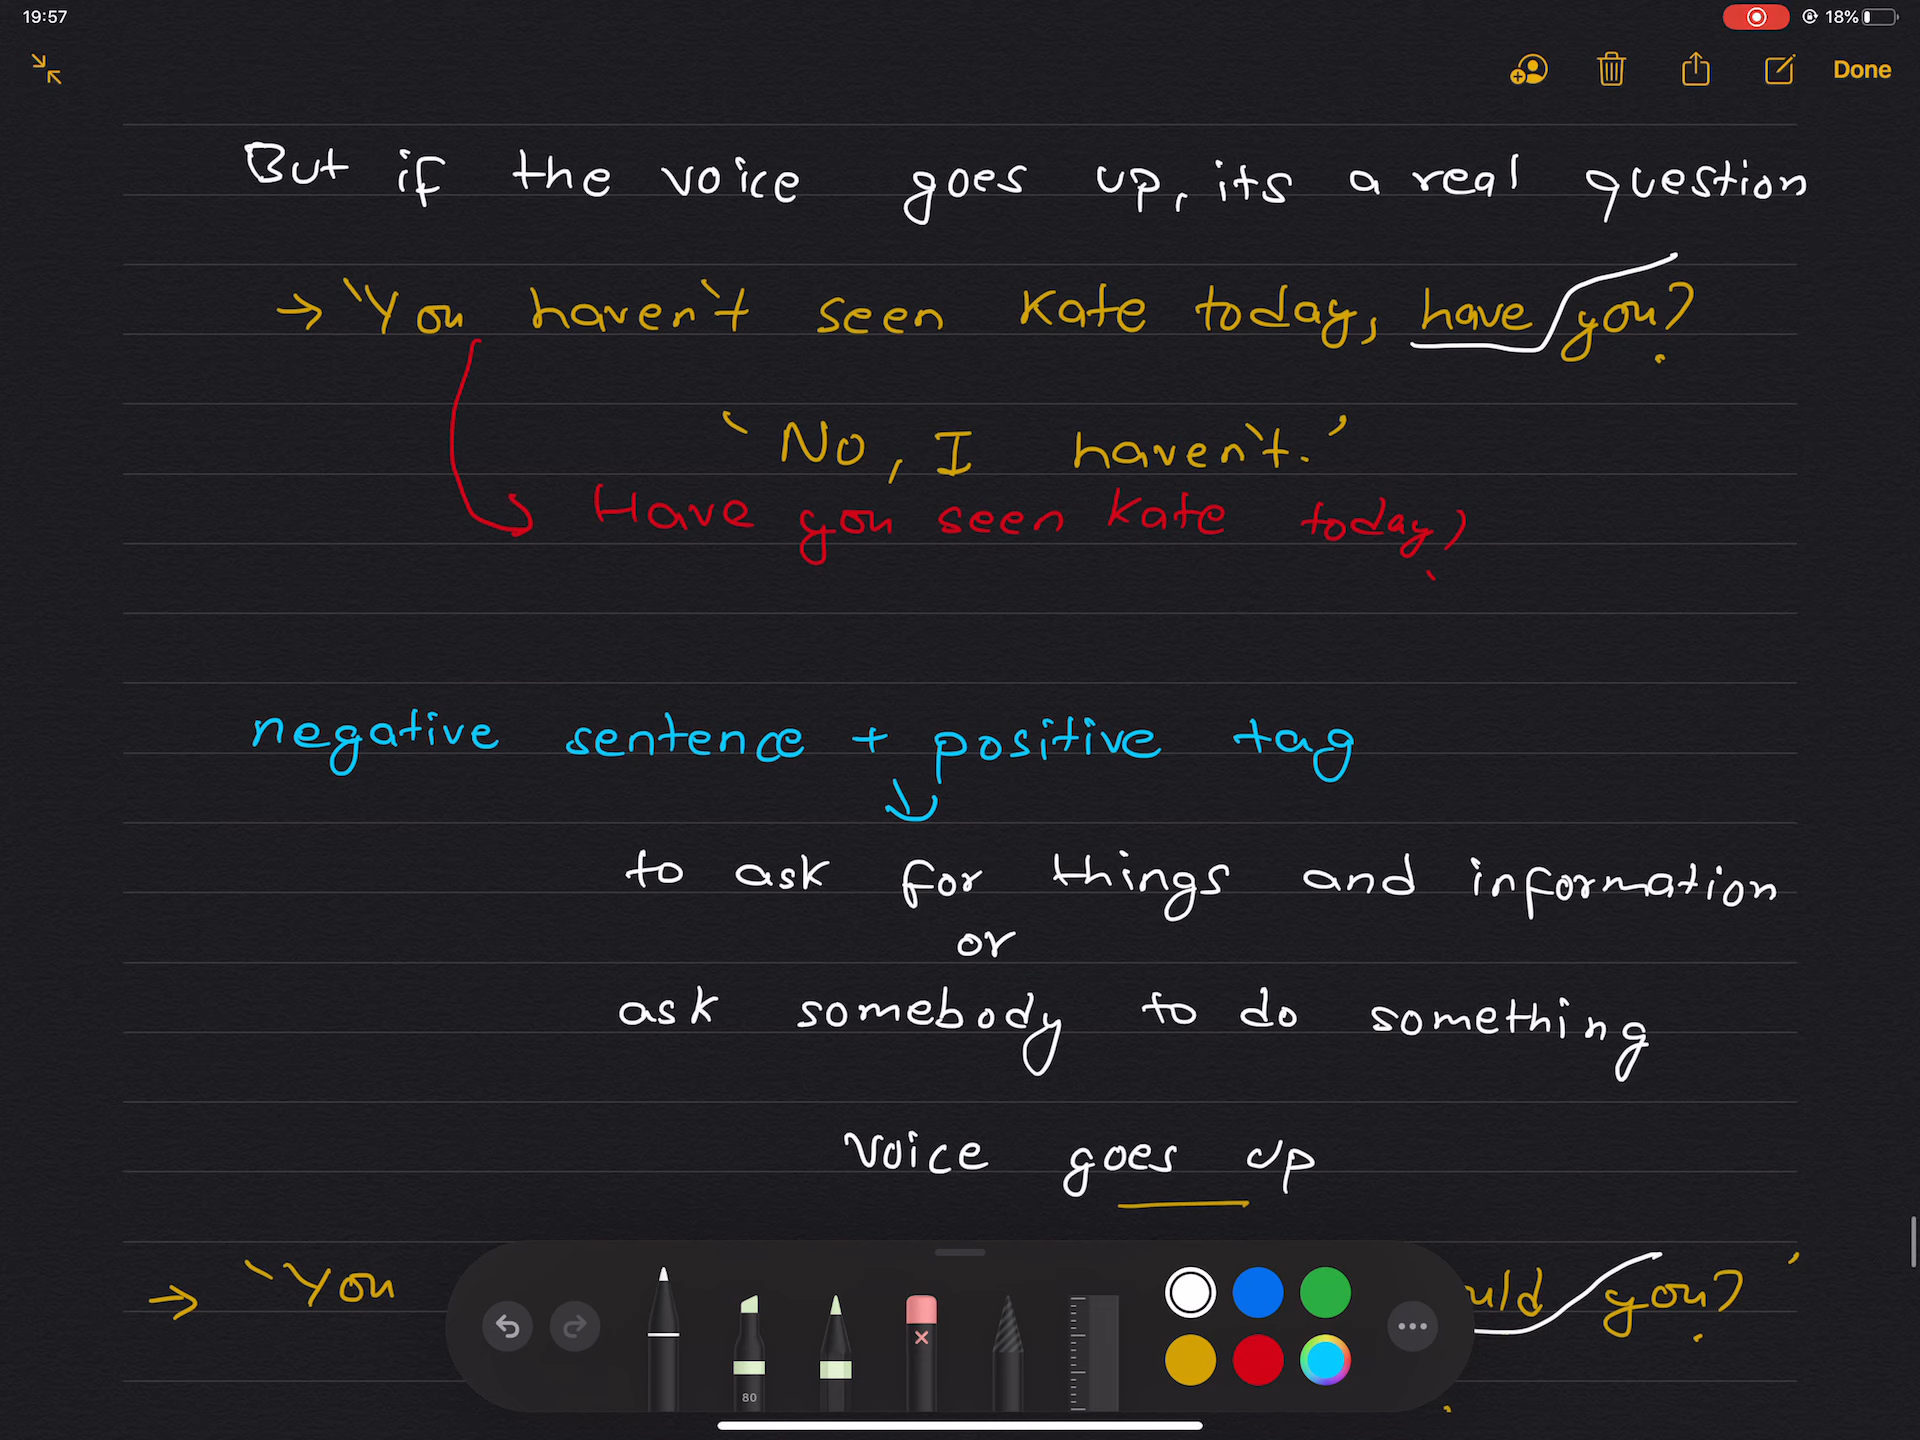 19:57
18%
Done
But if the voice goes up, its a real question
→ 'You haven't seen Kate today, have you?
'No, I haven't.'
Have you seen Kate today?
negative sentence + positive tag
to ask for things and information
or
ask somebody to do something
voice goes up
→ 'You uld you?'
80